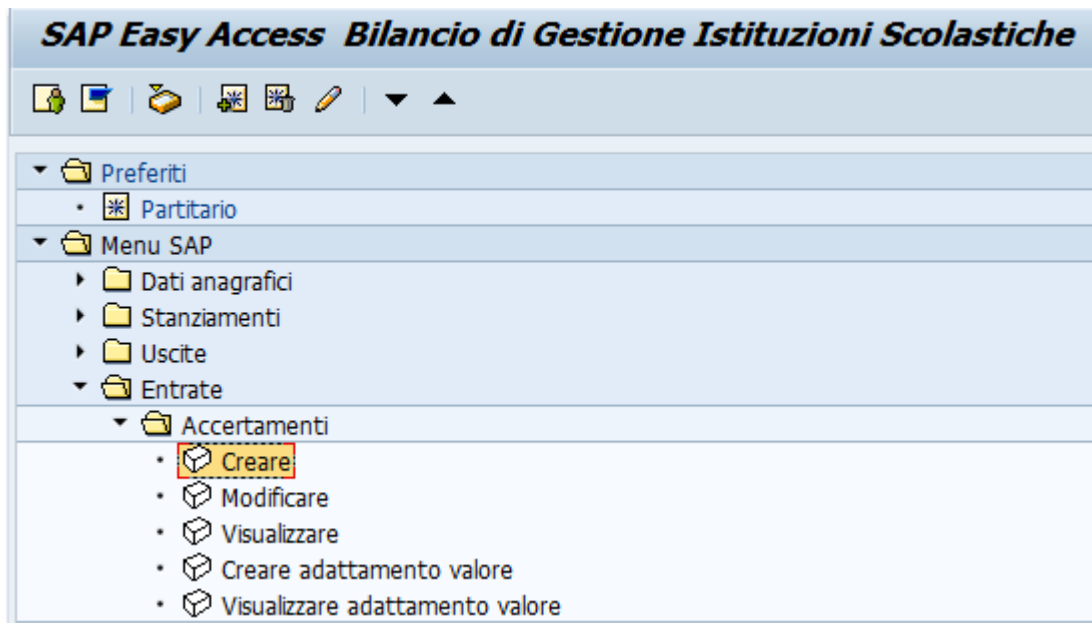 SAP Easy Access Bilancio di Gestione Istituzioni Scolastiche
Preferiti
Partitario
Menu SAP
Dati anagrafici
Stanziamenti
Uscite
Entrate
Accertamenti
Creare
Modificare
Visualizzare
Creare adattamento valore
Visualizzare adattamento valore